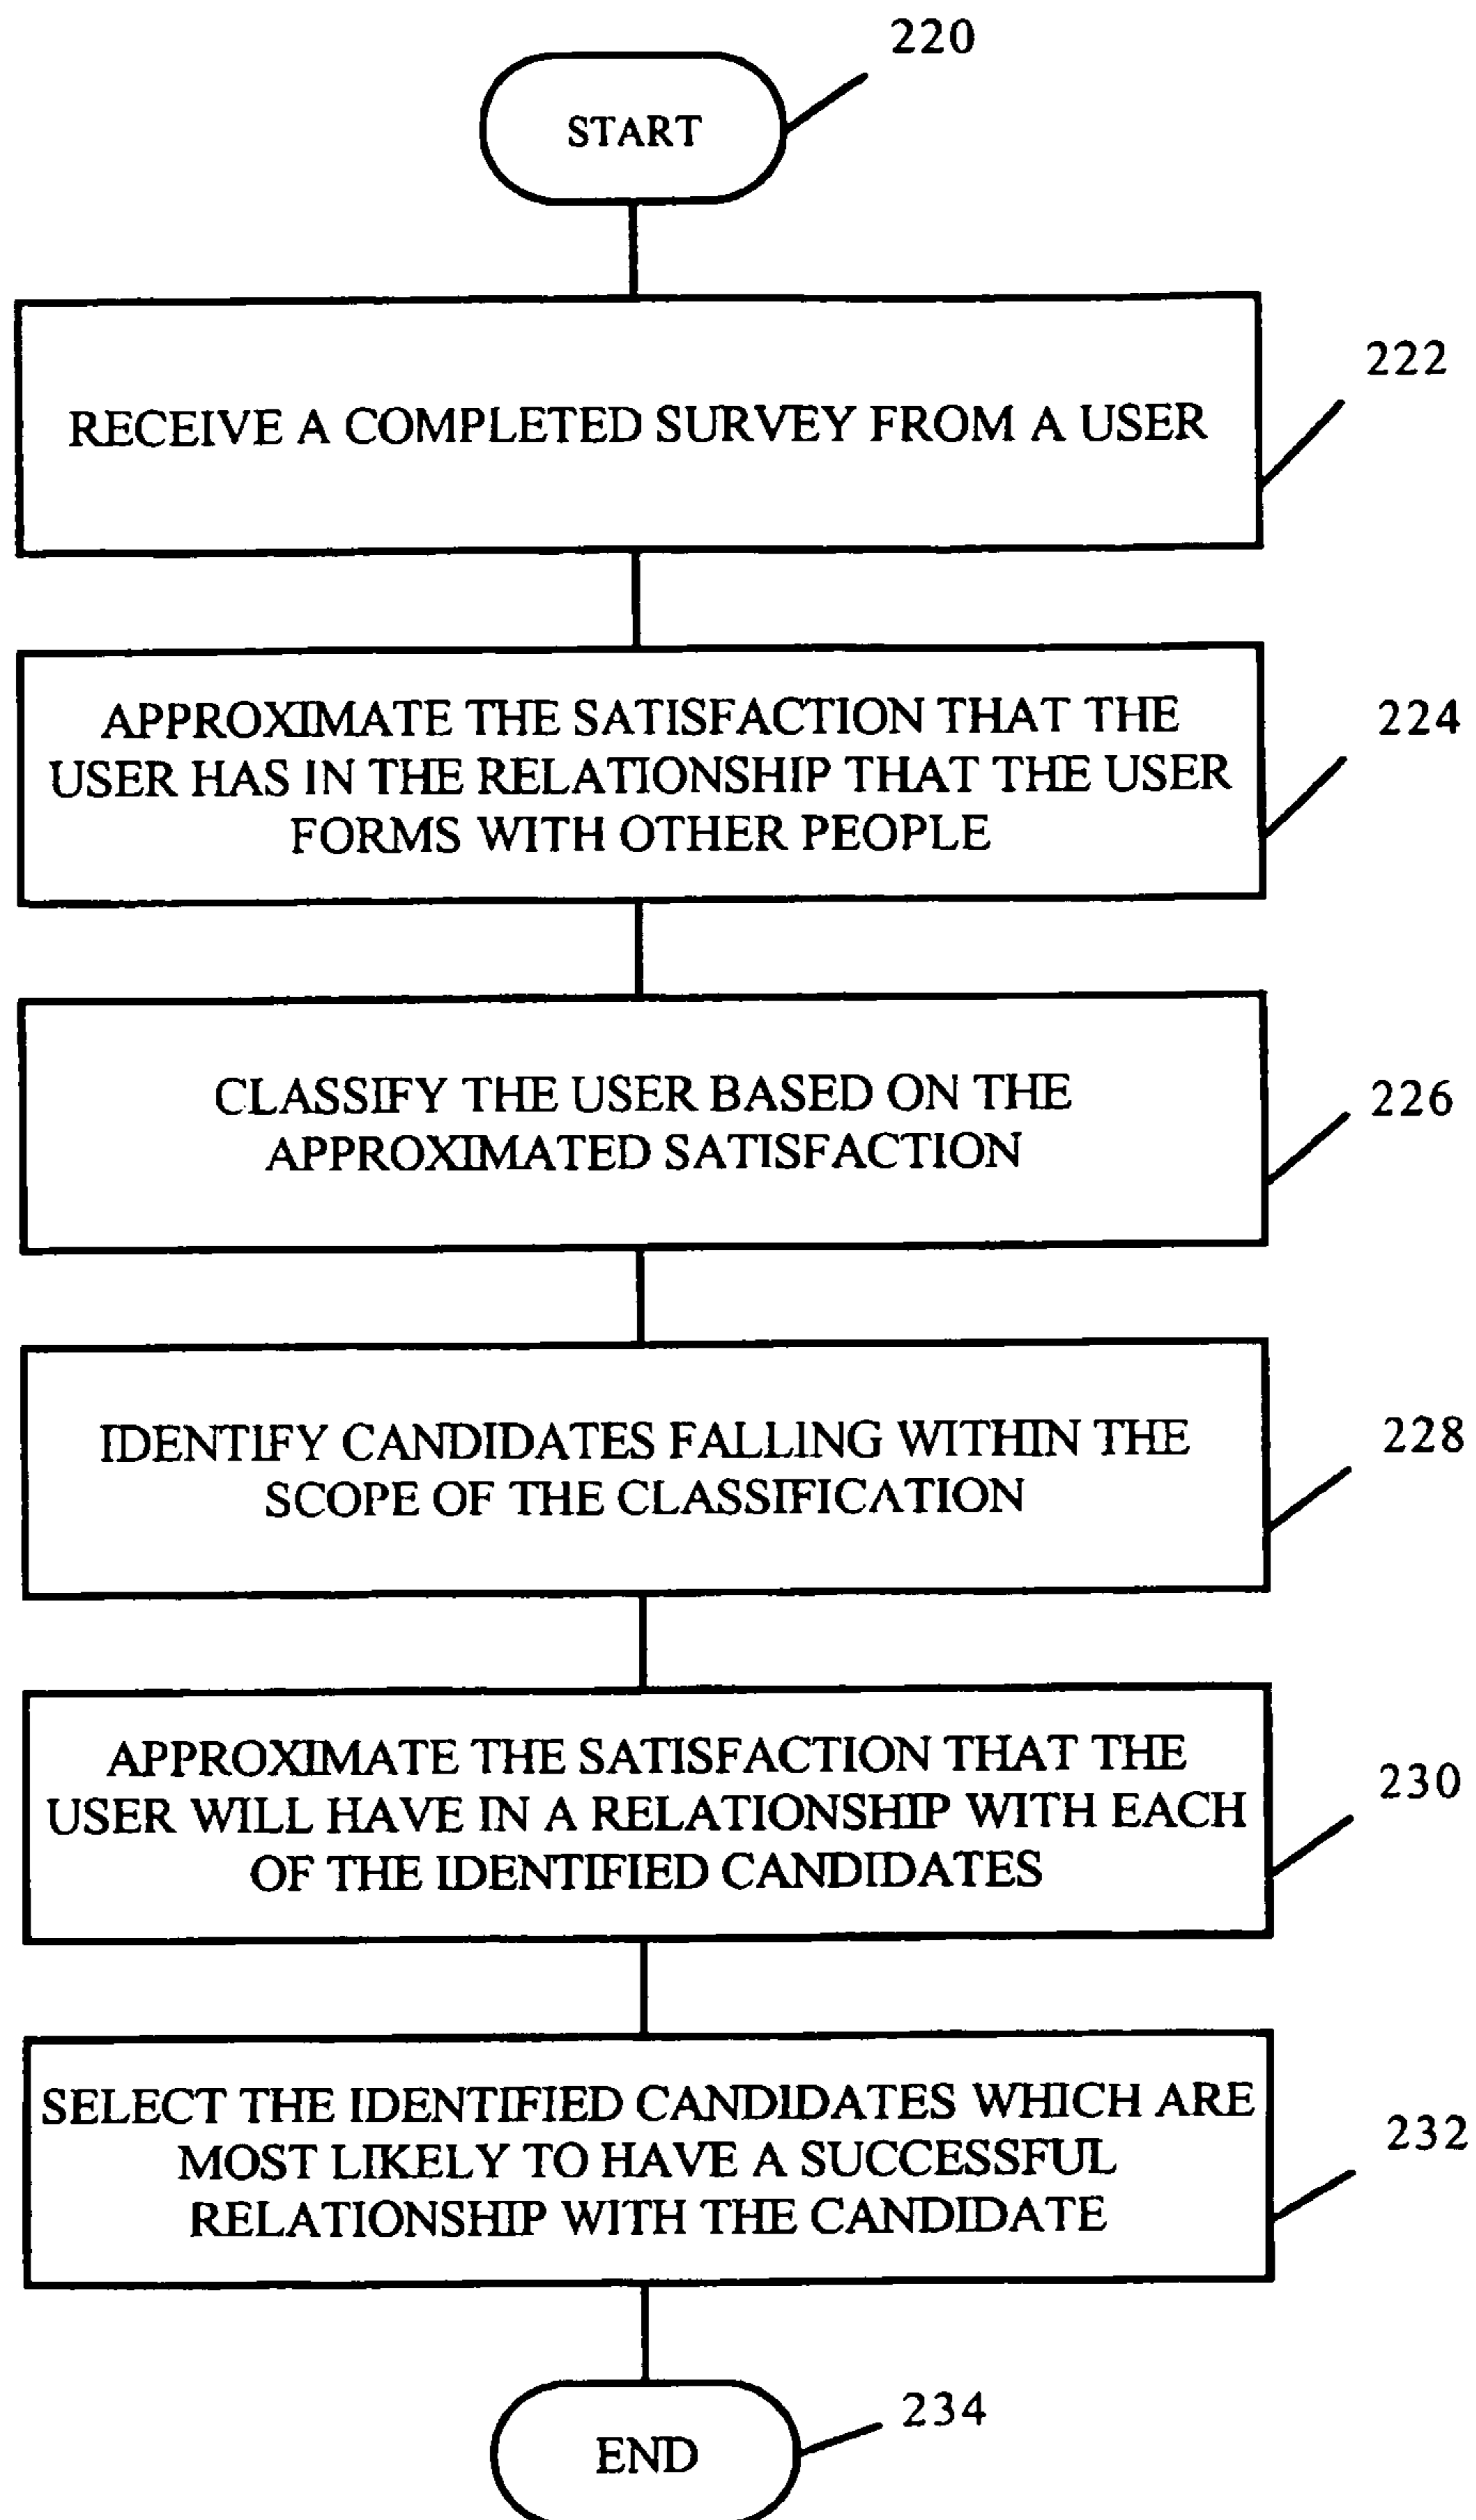 220
START
222
RECEIVE A COMPLETED SURVEY FROM A USER
224
APPROXIMATE THE SATISFACTION THAT THE
USER HAS IN THE RELATIONSHIP THAT THE USER
FORMS WITH OTHER PEOPLE
226
CLASSIFY THE USER BASED ON THE
APPROXIMATED SATISFACTION
228
IDENTIFY CANDIDATES FALLING WITHIN THE
SCOPE OF THE CLASSIFICATION
230
APPROXIMATE THE SATISFACTION THAT THE
USER WILL HAVE IN A RELATIONSHIP WITH EACH
OF THE IDENTIFIED CANDIDATES
232
SELECT THE IDENTIFIED CANDIDATES WHICH ARE
MOST LIKELY TO HAVE A SUCCESSFUL
RELATIONSHIP WITH THE CANDIDATE
234
END